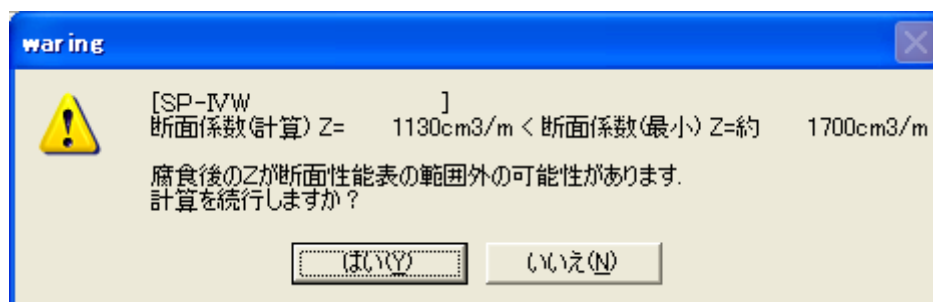 waring
[SP-ⅣW ]
断面係数(計算) Z= 1130cm3/m < 断面係数(最小) Z=約 1700cm3/m
腐食後のZが断面性能表の範囲外の可能性があります.
計算を続行しますか？
はい(Y) いいえ(N)